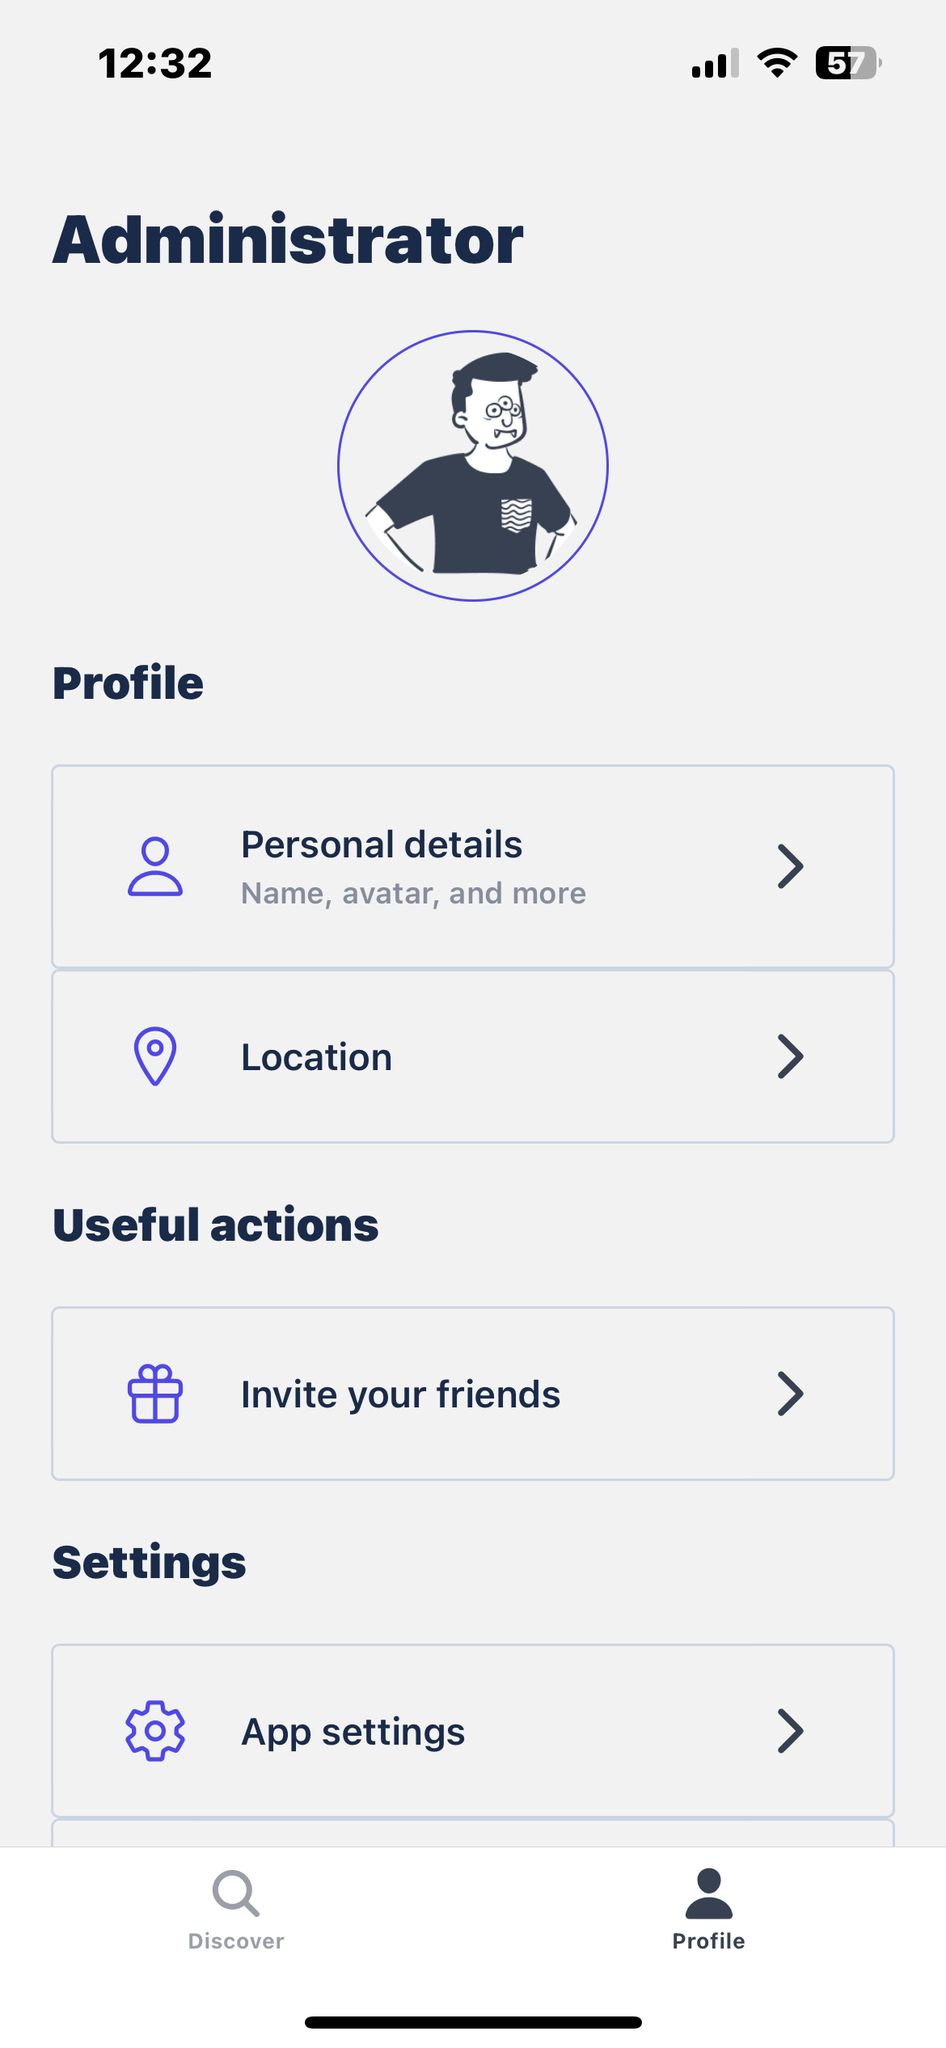 12:32
57
Administrator
Profile
Personal details
Name, avatar, and more
Location
Useful actions
Invite your friends
Settings
App settings
Discover
Profile